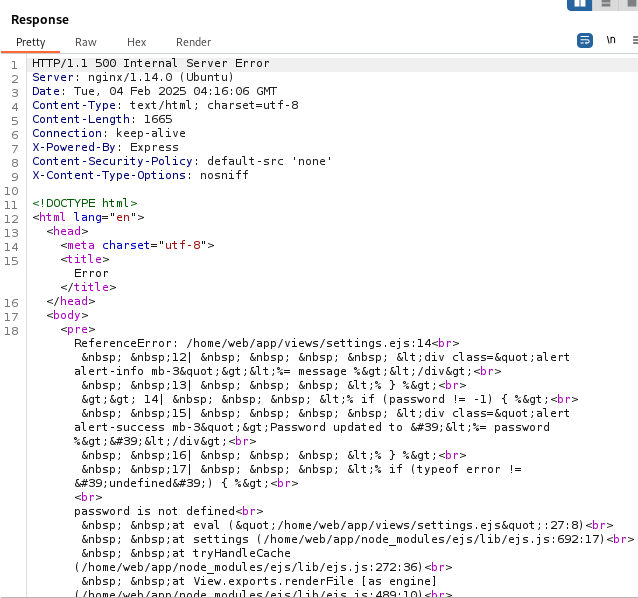 Response
Pretty Raw Hex Render
\n
1 HTTP/1.1 500 Internal Server Error
2 Server: nginx/1.14.0 (Ubuntu)
3 Date: Tue, 04 Feb 2025 04:16:06 GMT
4 Content-Type: text/html; charset=utf-8
5 Content-Length: 1665
6 Connection: keep-alive
7 X-Powered-By: Express
8 Content-Security-Policy: default-src 'none'
9 X-Content-Type-Options: nosniff
10
11 <!DOCTYPE html>
12 <html lang="en">
13 <head>
14 <meta charset="utf-8">
15 <title>
Error
</title>
16 </head>
17 <body>
18 <pre>
ReferenceError: /home/web/app/views/settings.ejs:14<br>
&nbsp; &nbsp;12| &nbsp; &nbsp; &nbsp; &nbsp; &lt;div class=&quot;alert
alert-info mb-3&quot;&gt;&lt;%= message %&gt;&lt;/div&gt;<br>
&nbsp; &nbsp;13| &nbsp; &nbsp; &nbsp; &lt;% } %&gt;<br>
&gt;&gt; 14| &nbsp; &nbsp; &nbsp; &lt;% if (password != -1) { %&gt;<br>
&nbsp; &nbsp;15| &nbsp; &nbsp; &nbsp; &nbsp; &lt;div class=&quot;alert
alert-success mb-3&quot;&gt;Password updated to &#39;&lt;%= password
%&gt;&#39;&lt;/div&gt;<br>
&nbsp; &nbsp;16| &nbsp; &nbsp; &nbsp; &lt;% } %&gt;<br>
&nbsp; &nbsp;17| &nbsp; &nbsp; &nbsp; &lt;% if (typeof error !=
&#39;undefined&#39;) { %&gt;<br>
<br>
password is not defined<br>
&nbsp; &nbsp;at eval (&quot;/home/web/app/views/settings.ejs&quot;:27:8)<br>
&nbsp; &nbsp;at settings (/home/web/app/node_modules/ejs/lib/ejs.js:692:17)<br>
&nbsp; &nbsp;at tryHandleCache
(/home/web/app/node_modules/ejs/lib/ejs.js:272:36)<br>
&nbsp; &nbsp;at View.exports.renderFile [as engine]
(/home/web/app/node_modules/ejs/lib/ejs.js:489:10)<br>